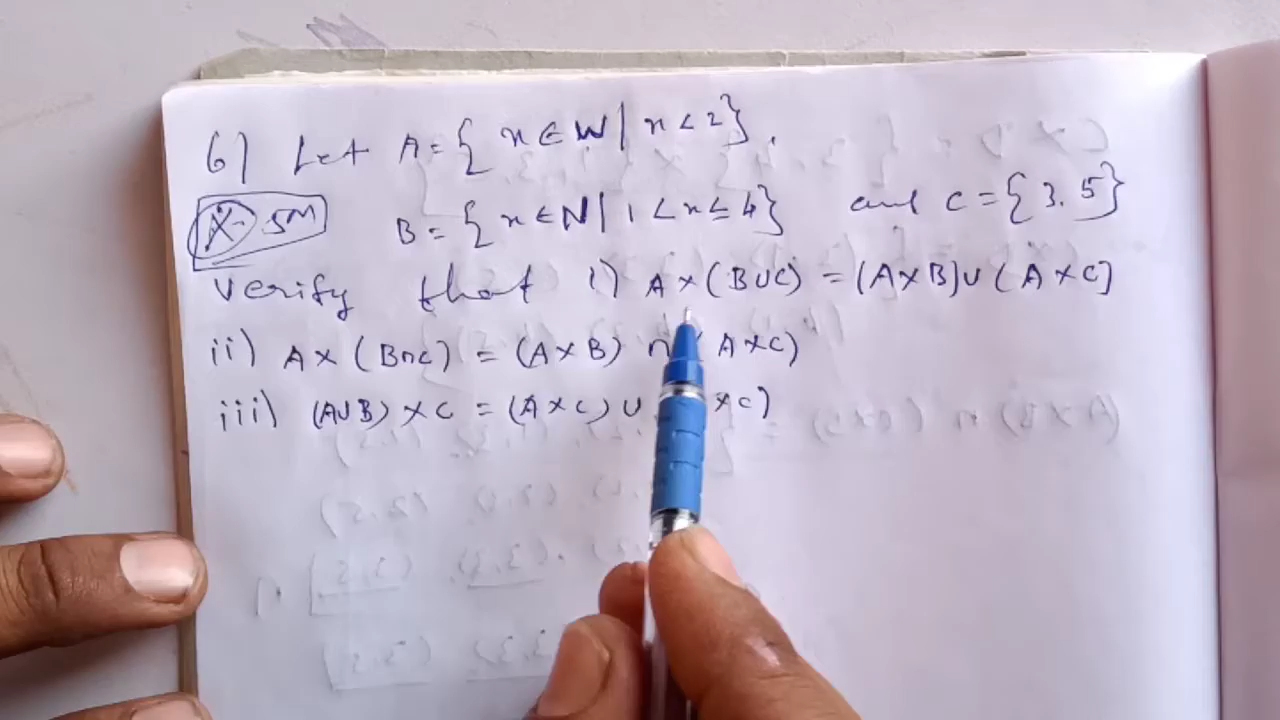 6) Let A = { x ∈ W | x < 2 } .
X - 5M B = { x ∈ N | 1 < x ≤ 4 } and C = { 3. 5 }
Verify that i) A × ( B ∪ C ) = ( A × B ) ∪ ( A × C ]
ii) A × ( B ∩ C ) = ( A × B ) ∩ ( A × C )
iii) ( A ∪ B ) × C = ( A × C ) ∪ × C )